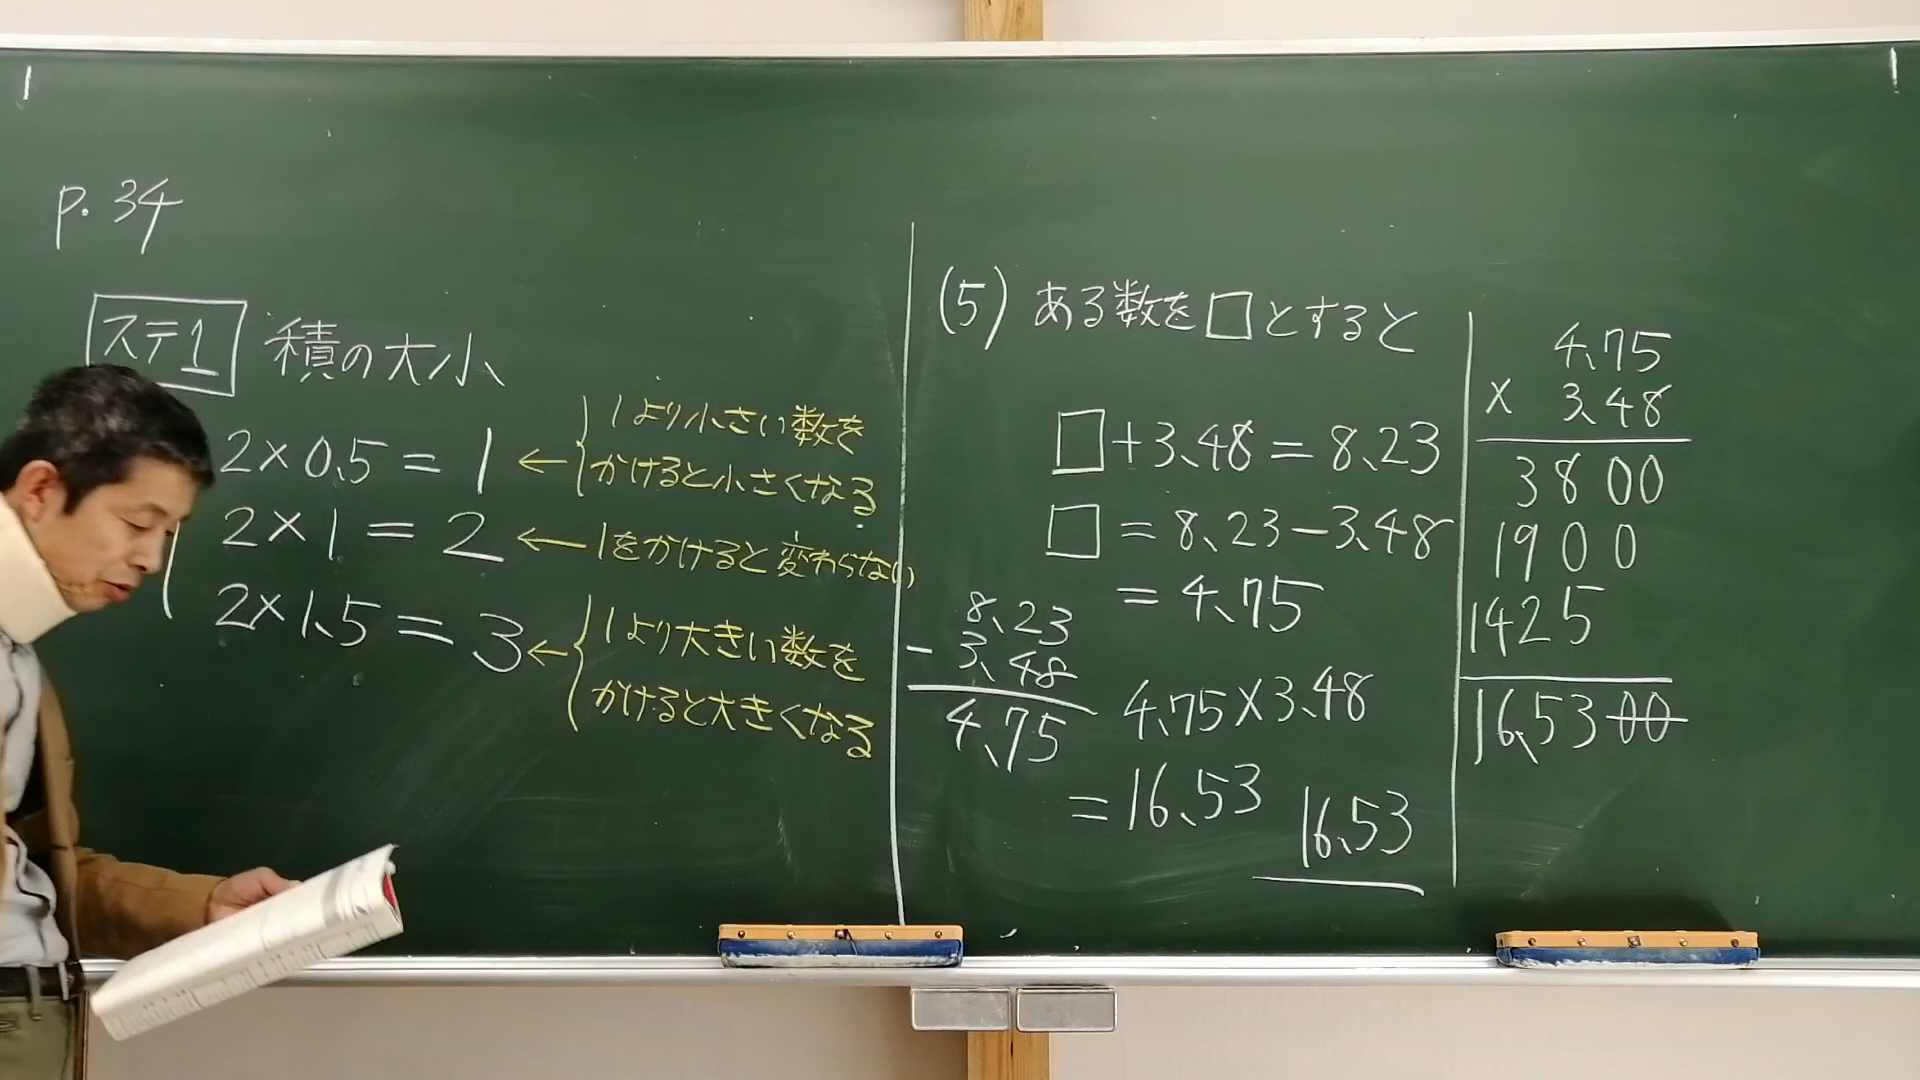 p. 34
ステ1 積の大小
2×0.5=1 ← 1より小さい数を
かけると小さくなる
2×1=2 ← 1をかけると変わらない
2×1.5=3 ← 1より大きい数を
かけると大きくなる
(5) ある数を□とすると
□+3.48=8.23
□=8.23-3.48
=4.75
8.23
- 3.48
4.75
4.75×3.48
=16.53
16.53
4.75
× 3.48
3800
1900
1425
16.5300